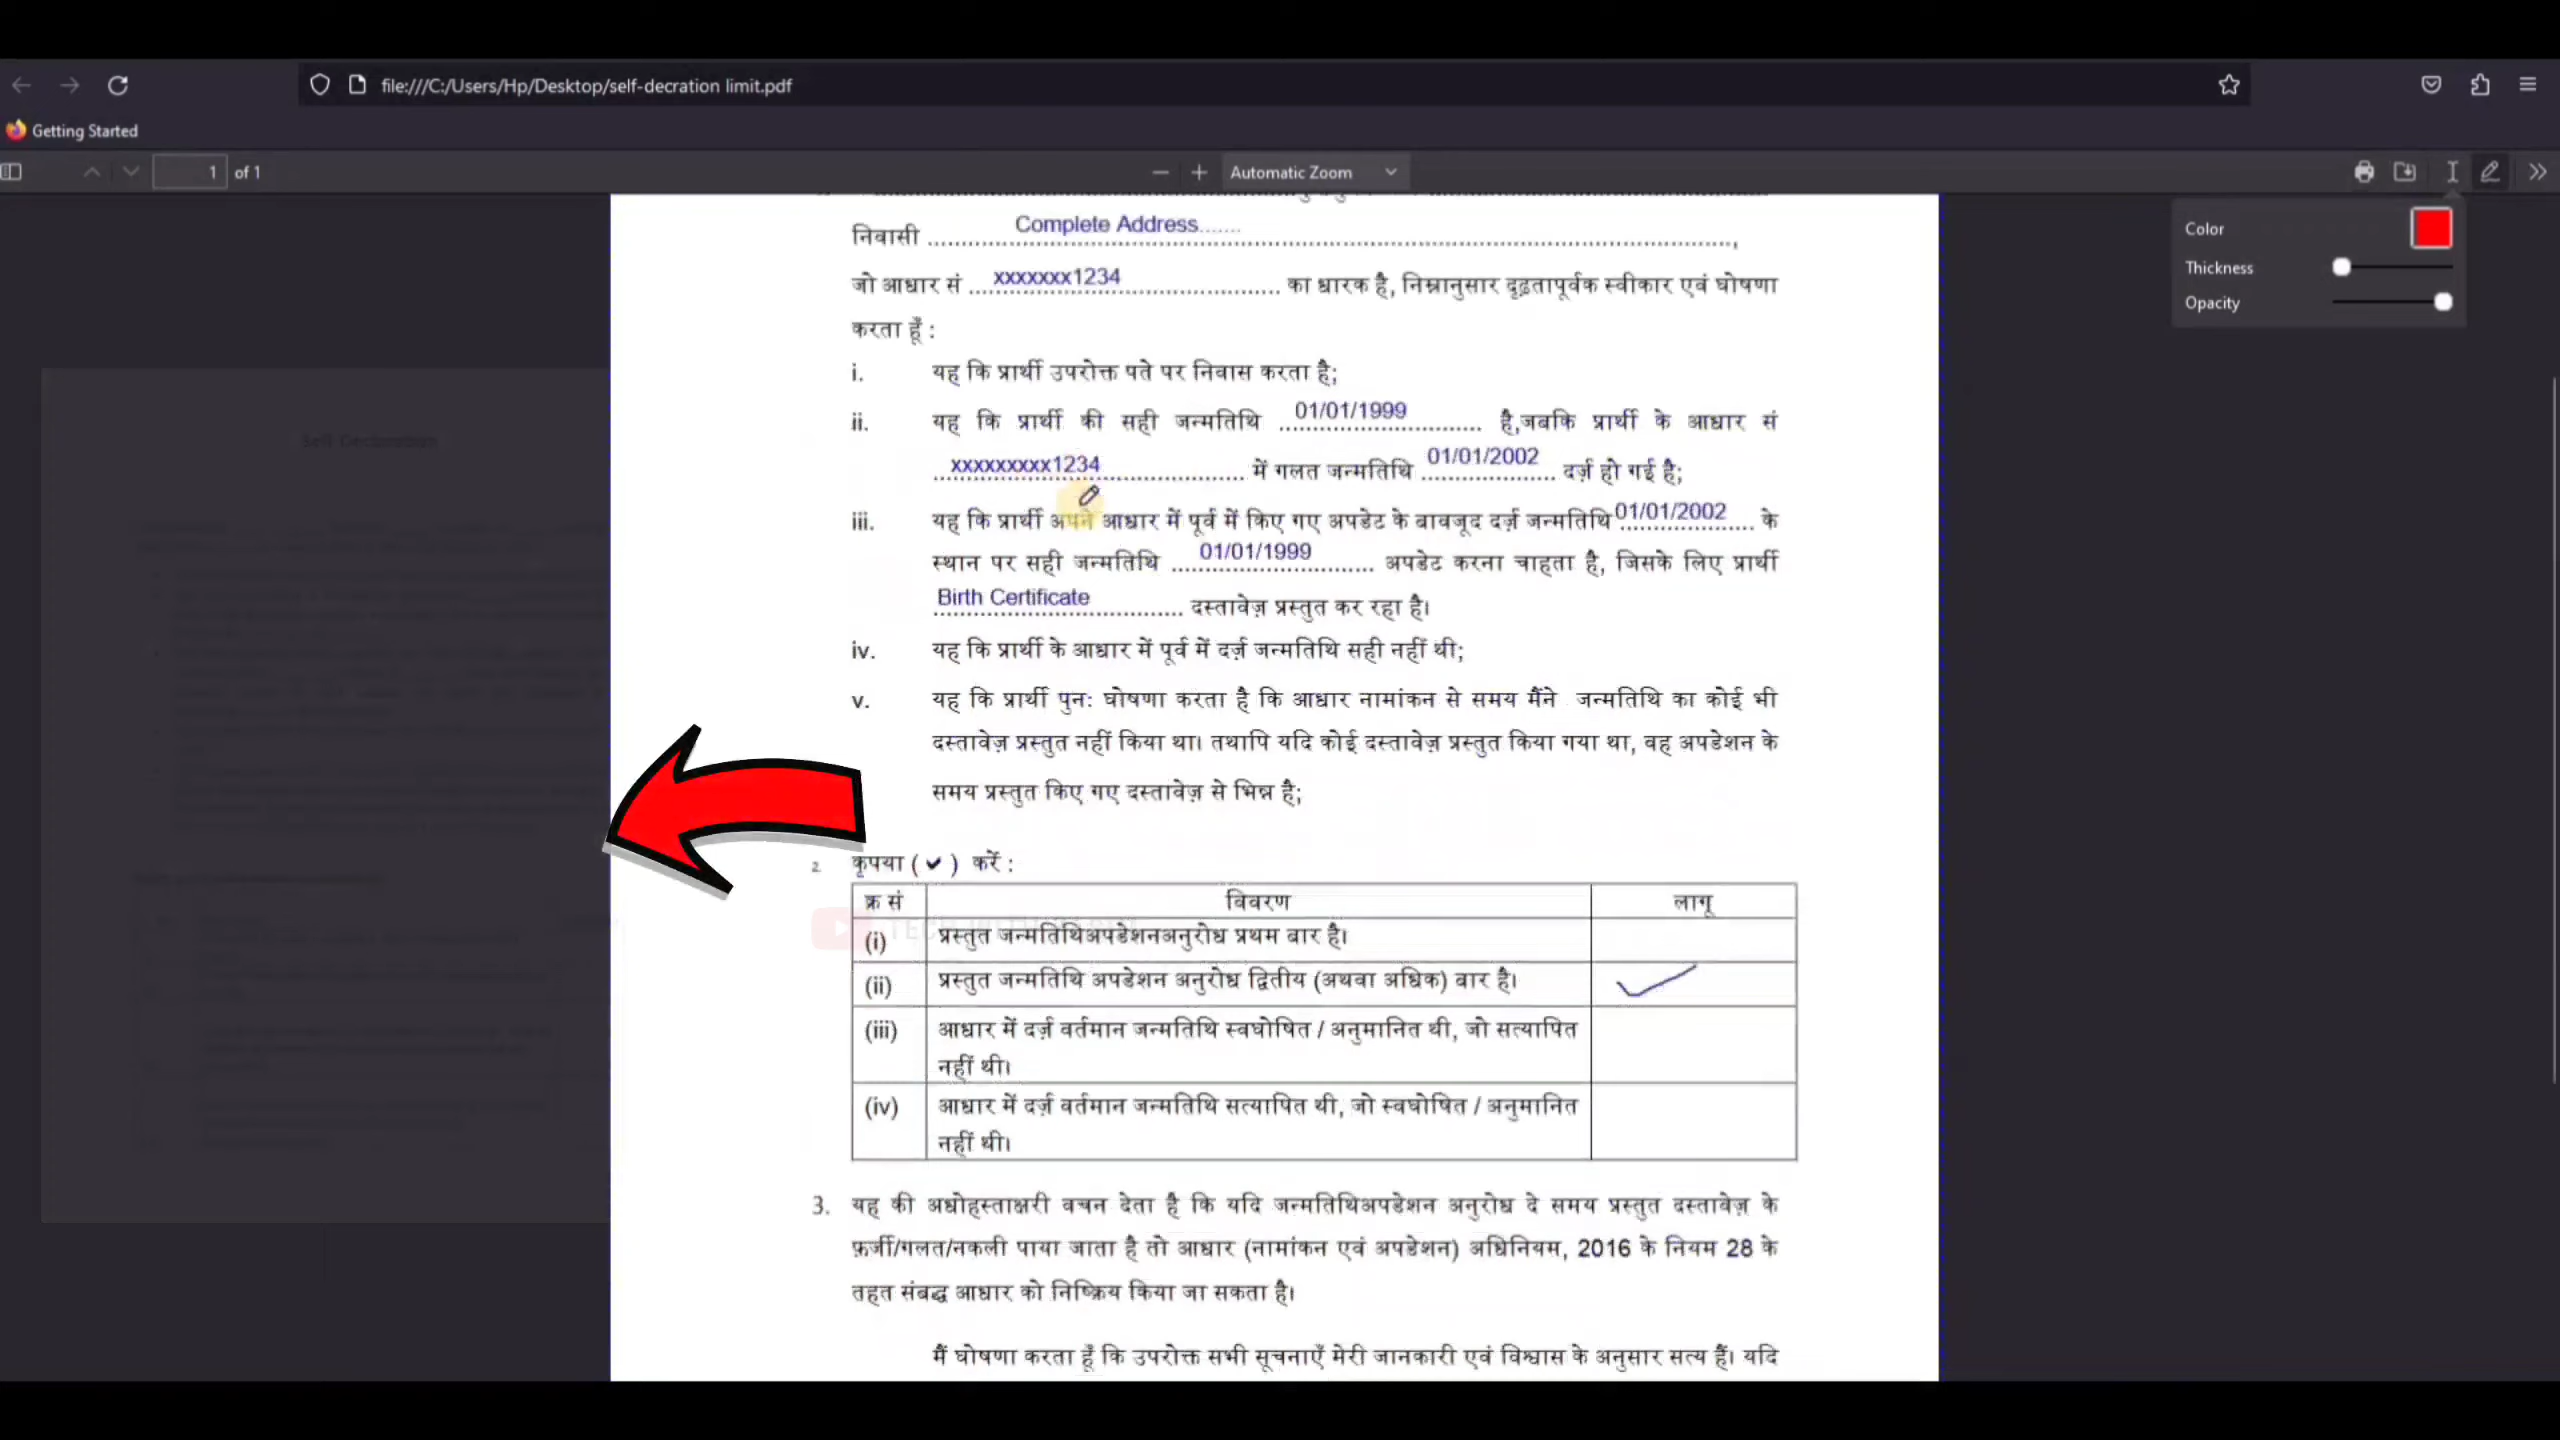 file:///C:/Users/Hp/Desktop/self-decration limit.pdf
Getting Started
1 of 1
Automatic Zoom
Color
Thickness
Opacity
Self Declaration
Complete Address.......
निवासी ...............,
जो आधार सं ... xxxxxxx1234 ... का धारक है, निम्नानुसार दृढ़तापूर्वक स्वीकार एवं घोषणा
करता हूँ :
i. यह कि प्रार्थी उपरोक्त पते पर निवास करता है;
ii. यह कि प्रार्थी की सही जन्मतिथि 01/01/1999 है,जबकि प्रार्थी के आधार सं
xxxxxxxxx1234 में गलत जन्मतिथि 01/01/2002 दर्ज़ हो गई है;
iii. यह कि प्रार्थी अपने आधार में पूर्व में किए गए अपडेट के बावजूद दर्ज़ जन्मतिथि 01/01/2002 के
स्थान पर सही जन्मतिथि 01/01/1999 अपडेट करना चाहता है, जिसके लिए प्रार्थी
Birth Certificate दस्तावेज़ प्रस्तुत कर रहा है।
iv. यह कि प्रार्थी के आधार में पूर्व में दर्ज़ जन्मतिथि सही नहीं थी;
v. यह कि प्रार्थी पुनः घोषणा करता है कि आधार नामांकन से समय मैंने जन्मतिथि का कोई भी
दस्तावेज़ प्रस्तुत नहीं किया था। तथापि यदि कोई दस्तावेज़ प्रस्तुत किया गया था, वह अपडेशन के
समय प्रस्तुत किए गए दस्तावेज़ से भिन्न है;
2. कृपया (✔) करें :
क्र सं विवरण लागू
(i) प्रस्तुत जन्मतिथिअपडेशनअनुरोध प्रथम बार है।
(ii) प्रस्तुत जन्मतिथि अपडेशन अनुरोध द्वितीय (अथवा अधिक) बार है।
(iii) आधार में दर्ज़ वर्तमान जन्मतिथि स्वघोषित / अनुमानित थी, जो सत्यापित
नहीं थी।
(iv) आधार में दर्ज़ वर्तमान जन्मतिथि सत्यापित थी, जो स्वघोषित / अनुमानित
नहीं थी।
3. यह की अधोहस्ताक्षरी वचन देता है कि यदि जन्मतिथिअपडेशन अनुरोध दे समय प्रस्तुत दस्तावेज़ के
फ़र्जी/गलत/नकली पाया जाता है तो आधार (नामांकन एवं अपडेशन) अधिनियम, 2016 के नियम 28 के
तहत संबद्ध आधार को निष्क्रिय किया जा सकता है।
मैं घोषणा करता हूँ कि उपरोक्त सभी सूचनाएँ मेरी जानकारी एवं विश्वास के अनुसार सत्य हैं। यदि